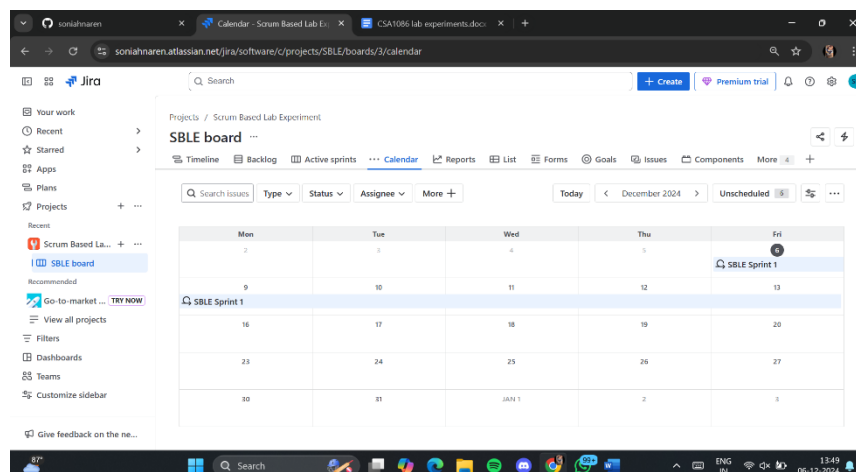 soniahnaren
Calendar - Scrum Based Lab Ex
CSA1086 lab experiments.docx
soniahnaren.atlassian.net/jira/software/c/projects/SBLE/boards/3/calendar
Jira
Search
+ Create
Premium trial
Your work
Recent
Starred
Apps
Plans
Projects
Recent
Scrum Based La...
SBLE board
Recommended
Go-to-market ... TRY NOW
View all projects
Filters
Dashboards
Teams
Customize sidebar
Give feedback on the ne...
Projects / Scrum Based Lab Experiment
SBLE board
Timeline Backlog Active sprints Calendar Reports List Forms Goals Issues Components More 4
Search issues Type Status Assignee More Today December 2024 Unscheduled 6
Mon Tue Wed Thu Fri
2 3 4 5 6
SBLE Sprint 1
9 10 11 12 13
SBLE Sprint 1
16 17 18 19 20
23 24 25 26 27
30 31 JAN 1 2 3
87°
Search
99+
ENG
IN
13:49
06-12-2024